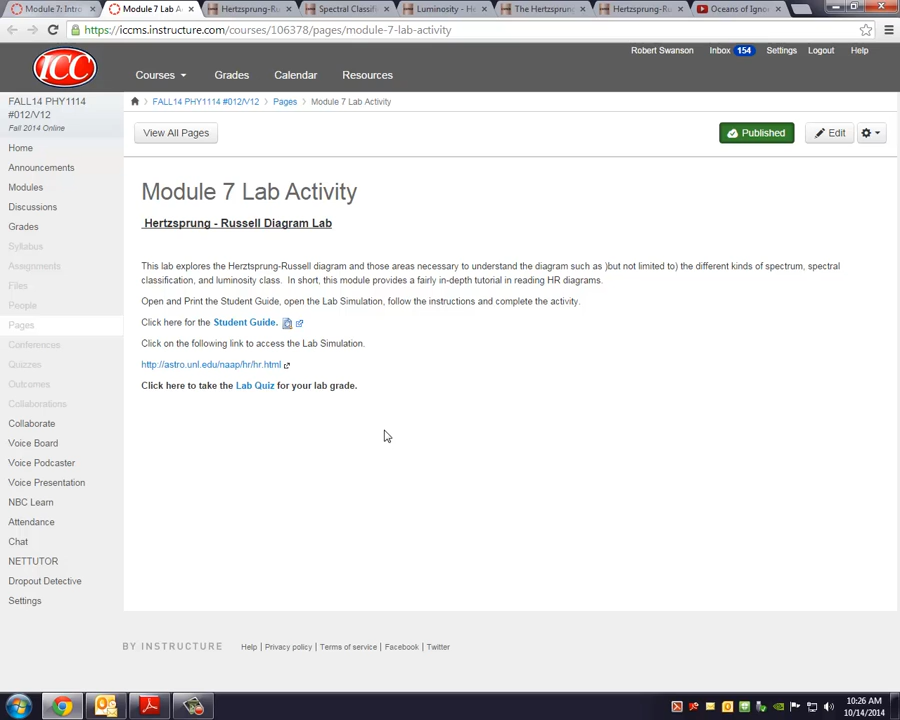 Module 7: Intro
Module 7 Lab Ac
Hertzsprung-Ru
Spectral Classifi
Luminosity - He
The Hertzsprung
Hertzsprung-Ru
Oceans of Ignor
https://iccms.instructure.com/courses/106378/pages/module-7-lab-activity
Robert Swanson
Inbox 154
Settings
Logout
Help
ICC
Courses
Grades
Calendar
Resources
FALL14 PHY1114
#012/V12
Fall 2014 Online
FALL14 PHY1114 #012/V12 Pages Module 7 Lab Activity
View All Pages
Published
Edit
Home
Announcements
Modules
Discussions
Grades
Syllabus
Assignments
Files
People
Pages
Conferences
Quizzes
Outcomes
Collaborations
Collaborate
Voice Board
Voice Podcaster
Voice Presentation
NBC Learn
Attendance
Chat
NETTUTOR
Dropout Detective
Settings
Module 7 Lab Activity
Hertzsprung - Russell Diagram Lab
This lab explores the Herztsprung-Russell diagram and those areas necessary to understand the diagram such as )but not limited to) the different kinds of spectrum, spectral
classification, and luminosity class. In short, this module provides a fairly in-depth tutorial in reading HR diagrams.
Open and Print the Student Guide, open the Lab Simulation, follow the instructions and complete the activity.
Click here for the Student Guide.
Click on the following link to access the Lab Simulation.
http://astro.unl.edu/naap/hr/hr.html
Click here to take the Lab Quiz for your lab grade.
BY INSTRUCTURE
Help | Privacy policy | Terms of service | Facebook | Twitter
10:26 AM
10/14/2014